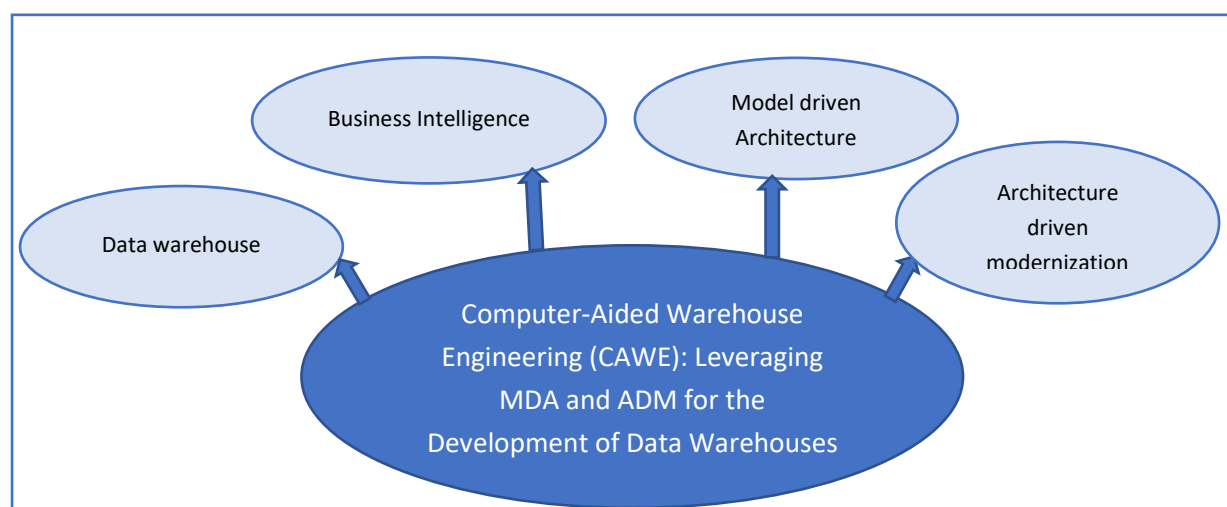 Business Intelligence
Model driven
Architecture
Data warehouse
Architecture
driven
modernization
Computer-Aided Warehouse
Engineering (CAWE): Leveraging
MDA and ADM for the
Development of Data Warehouses